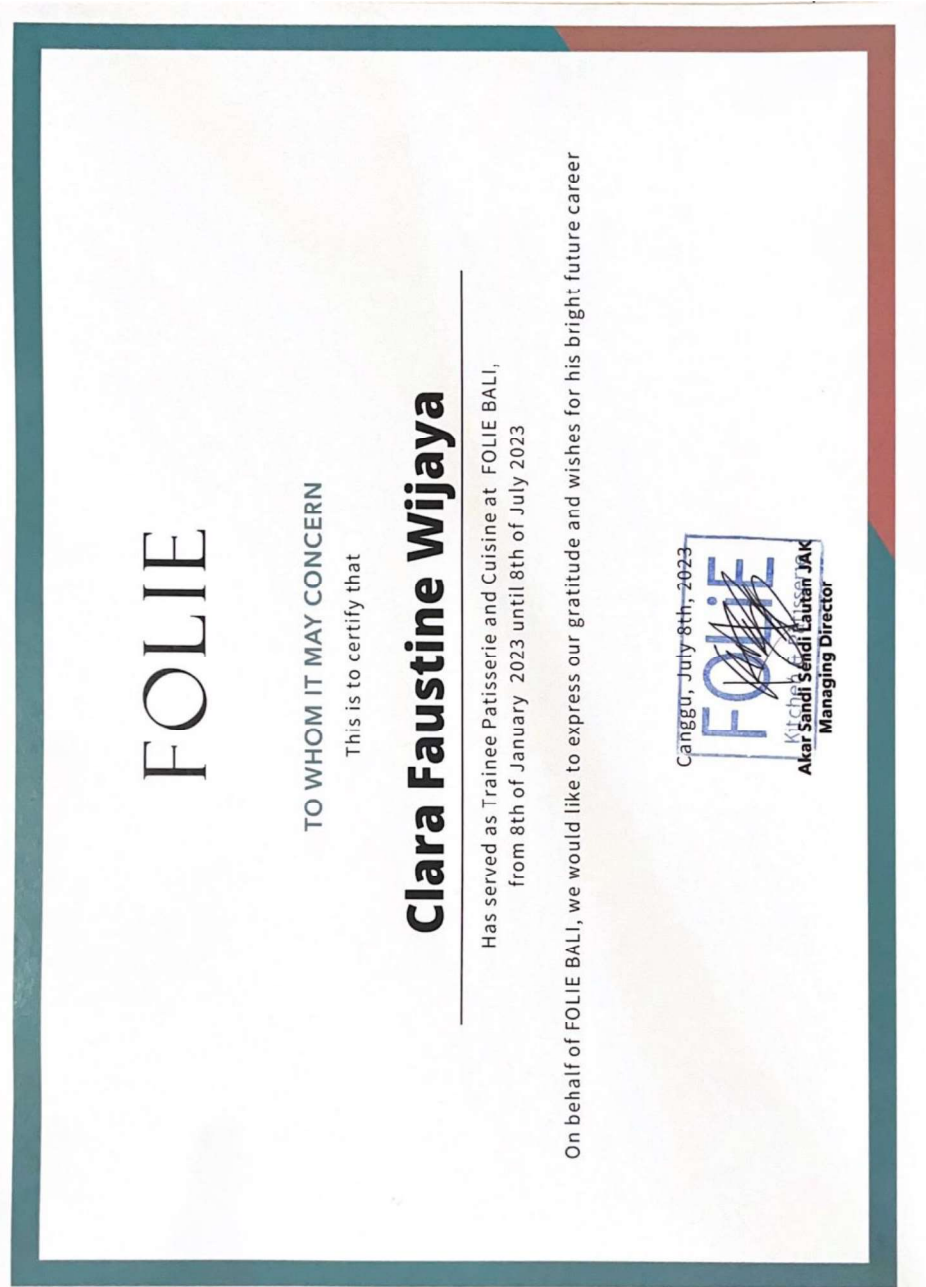 FOLIE
TO WHOM IT MAY CONCERN
This is to certify that
Clara Faustine Wijaya
Has served as Trainee Patisserie and Cuisine at FOLIE BALI,
from 8th of January 2023 until 8th of July 2023
On behalf of FOLIE BALI, we would like to express our gratitude and wishes for his bright future career
Canggu, July 8th, 2023
FOLiE
Kitchen & Patisserie
Akar Sandi Sendi Lautan JAK
Managing Director